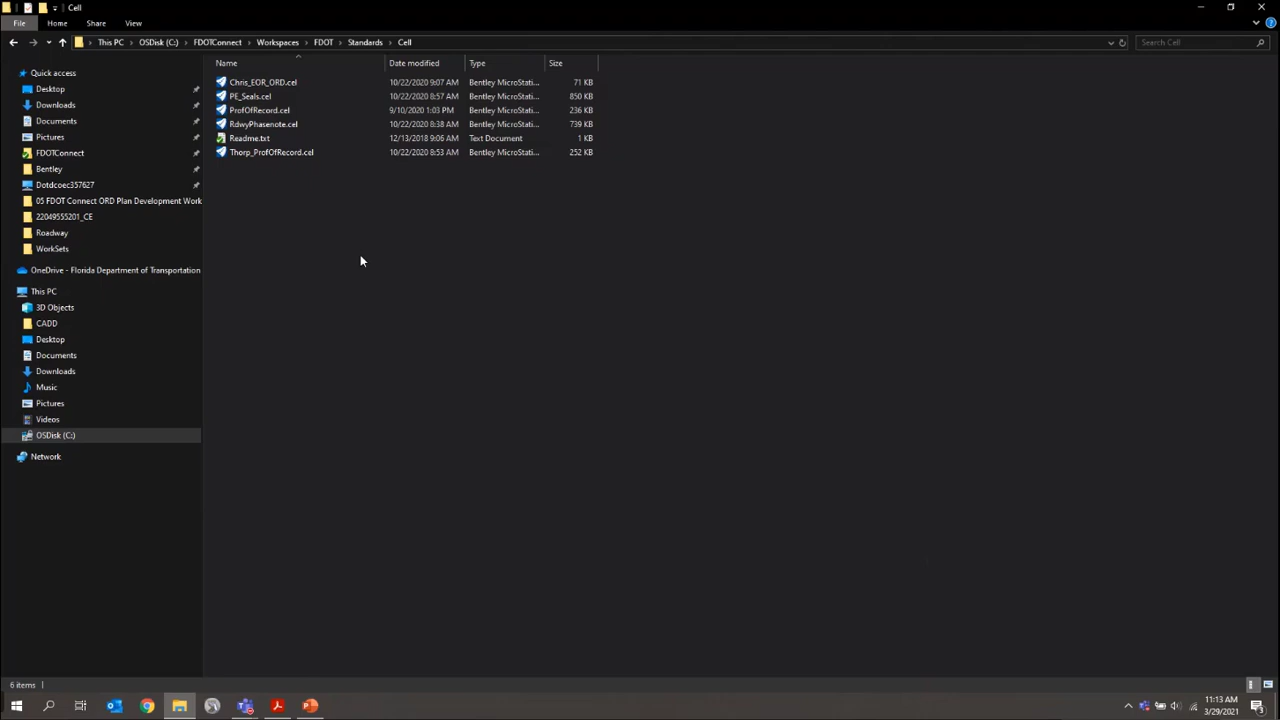 Cell
File Home Share View
This PC OSDisk (C:) FDOTConnect Workspaces FDOT Standards Cell Search Cell
Name Date modified Type Size
Quick access
Desktop
Downloads
Documents
Pictures
FDOTConnect
Bentley
Dotdcoec357627
05 FDOT Connect ORD Plan Development Work
22049555201_CE
Roadway
WorkSets
OneDrive - Florida Department of Transportation
This PC
3D Objects
CADD
Desktop
Documents
Downloads
Music
Pictures
Videos
OSDisk (C:)
Network
Chris_EOR_ORD.cel 10/22/2020 9:07 AM Bentley MicroStati... 71 KB
PE_Seals.cel 10/22/2020 8:57 AM Bentley MicroStati... 850 KB
ProfOfRecord.cel 9/10/2020 1:03 PM Bentley MicroStati... 236 KB
RdwyPhasenote.cel 10/22/2020 8:38 AM Bentley MicroStati... 739 KB
Readme.txt 12/13/2018 9:06 AM Text Document 1 KB
Thorp_ProfOfRecord.cel 10/22/2020 8:53 AM Bentley MicroStati... 252 KB
6 items
11:13 AM
3/29/2021